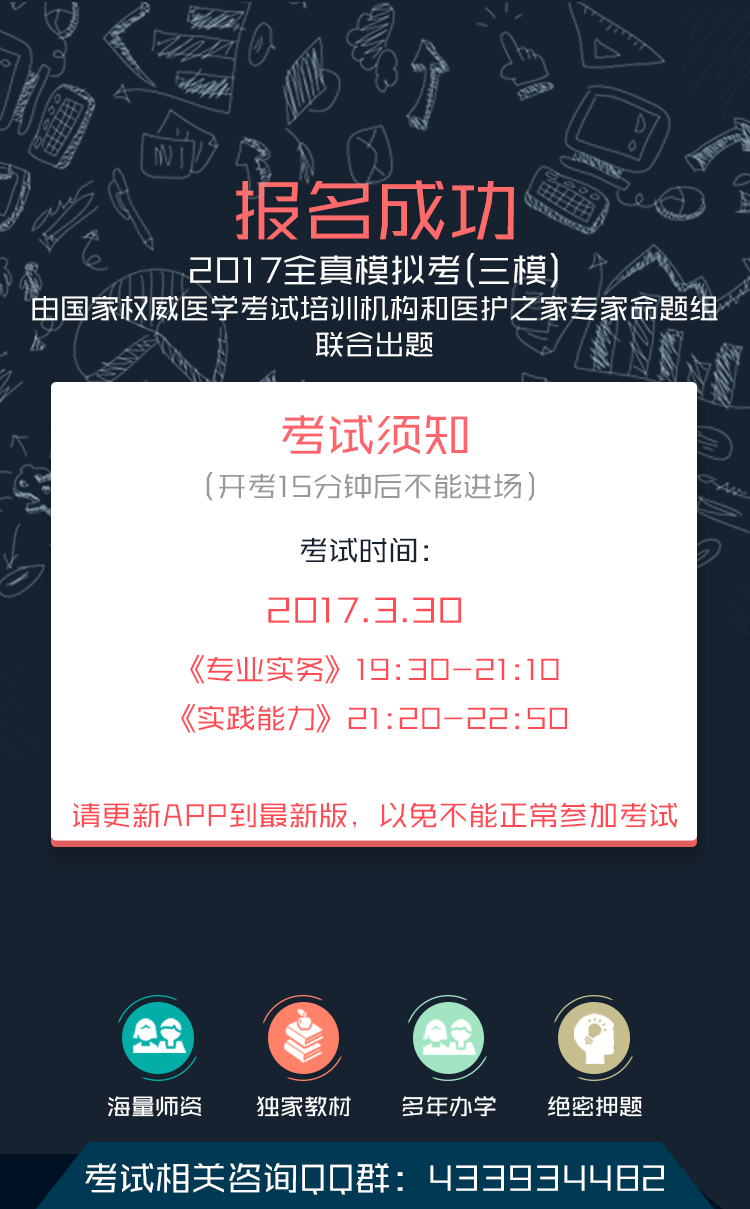 报名成功
2017全真模拟考(三模)
由国家权威医学考试培训机构和医护之家专家命题组
联合出题
考试须知
(开考15分钟后不能进场)
考试时间:
2017.3.30
《专业实务》19:30-21:10
《实践能力》21:20-22:50
请更新APP到最新版，以免不能正常参加考试
海量师资
独家教材
多年办学
绝密押题
考试相关咨询QQ群：433934482